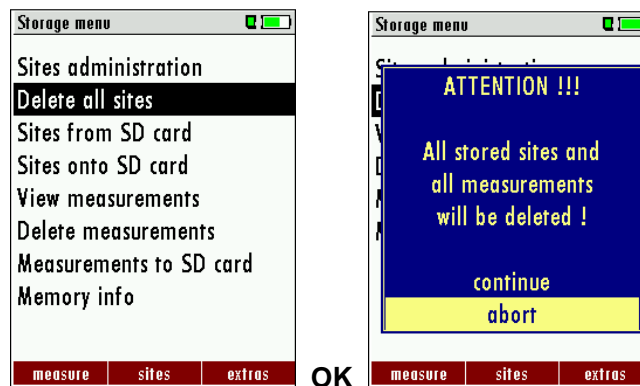 Storage menu
Sites administration
Delete all sites
Sites from SD card
Sites onto SD card
View measurements
Delete measurements
Measurements to SD card
Memory info
measure sites extras
OK
Storage menu
ATTENTION !!!
All stored sites and
all measurements
will be deleted !
continue
abort
measure sites extras